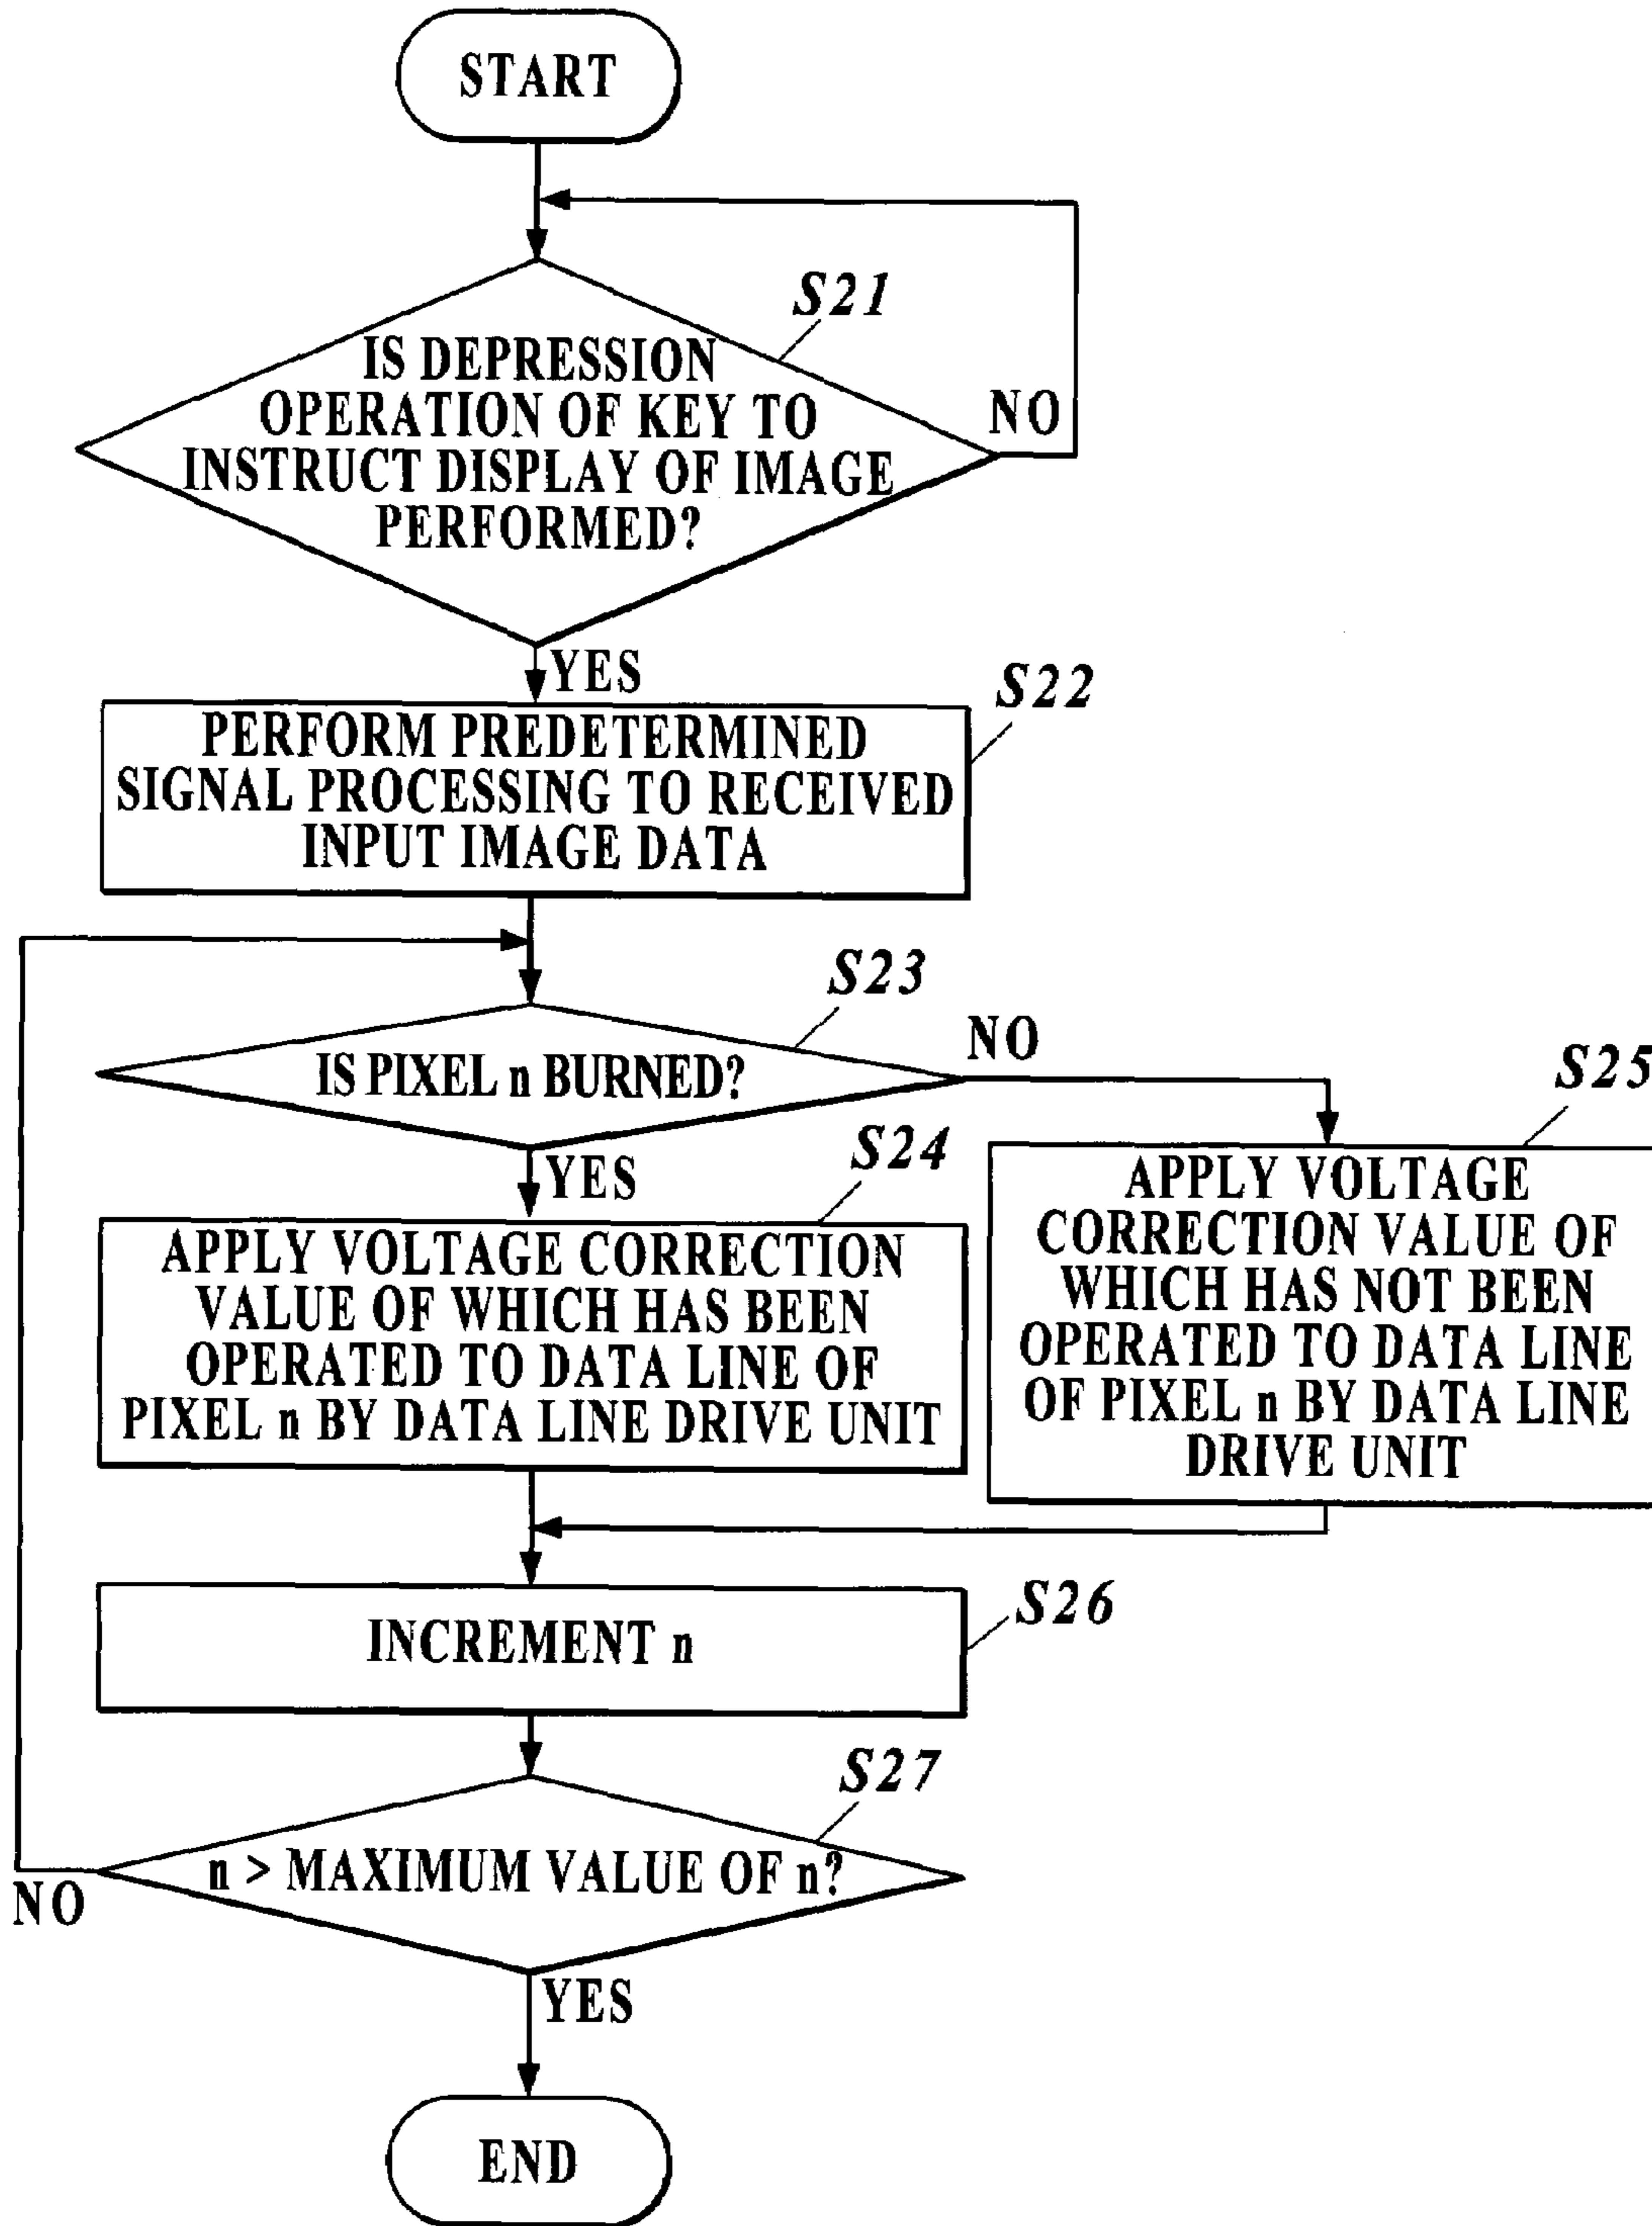 START
S21
IS DEPRESSION
OPERATION OF KEY TO
INSTRUCT DISPLAY OF IMAGE
PERFORMED?
NO
YES
S22
PERFORM PREDETERMINED
SIGNAL PROCESSING TO RECEIVED
INPUT IMAGE DATA
S23
IS PIXEL n BURNED?
NO
YES
S24
APPLY VOLTAGE CORRECTION
VALUE OF WHICH HAS BEEN
OPERATED TO DATA LINE OF
PIXEL n BY DATA LINE DRIVE UNIT
S25
APPLY VOLTAGE
CORRECTION VALUE OF
WHICH HAS NOT BEEN
OPERATED TO DATA LINE
OF PIXEL n BY DATA LINE
DRIVE UNIT
S26
INCREMENT n
S27
n > MAXIMUM VALUE OF n?
NO
YES
END